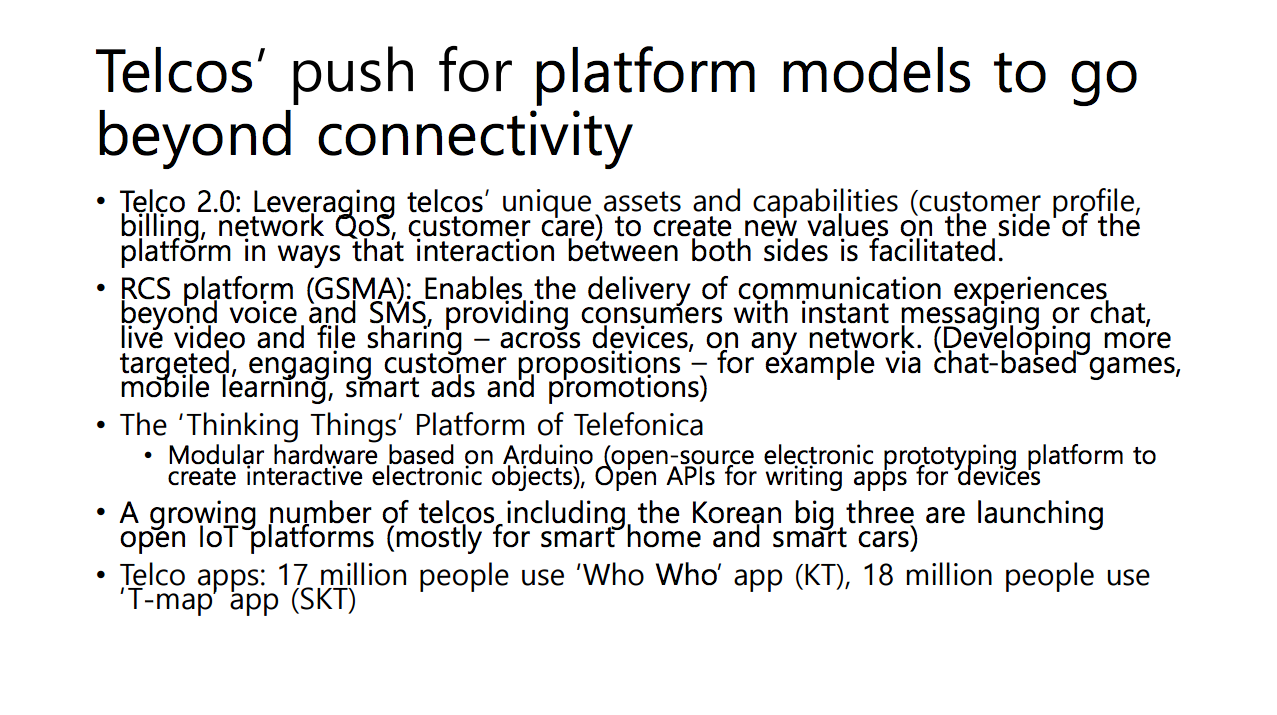 Telcos’ push for platform models to go
beyond connectivity
• Telco 2.0: Leveraging telcos’ unique assets and capabilities (customer profile,
billing, network QoS, customer care) to create new values on the side of the
platform in ways that interaction between both sides is facilitated.
• RCS platform (GSMA): Enables the delivery of communication experiences
beyond voice and SMS, providing consumers with instant messaging or chat,
live video and file sharing – across devices, on any network. (Developing more
targeted, engaging customer propositions – for example via chat-based games,
mobile learning, smart ads and promotions)
• The ‘Thinking Things’ Platform of Telefonica
• Modular hardware based on Arduino (open-source electronic prototyping platform to
create interactive electronic objects), Open APIs for writing apps for devices
• A growing number of telcos including the Korean big three are launching
open IoT platforms (mostly for smart home and smart cars)
• Telco apps: 17 million people use ‘Who Who’ app (KT), 18 million people use
‘T-map’ app (SKT)